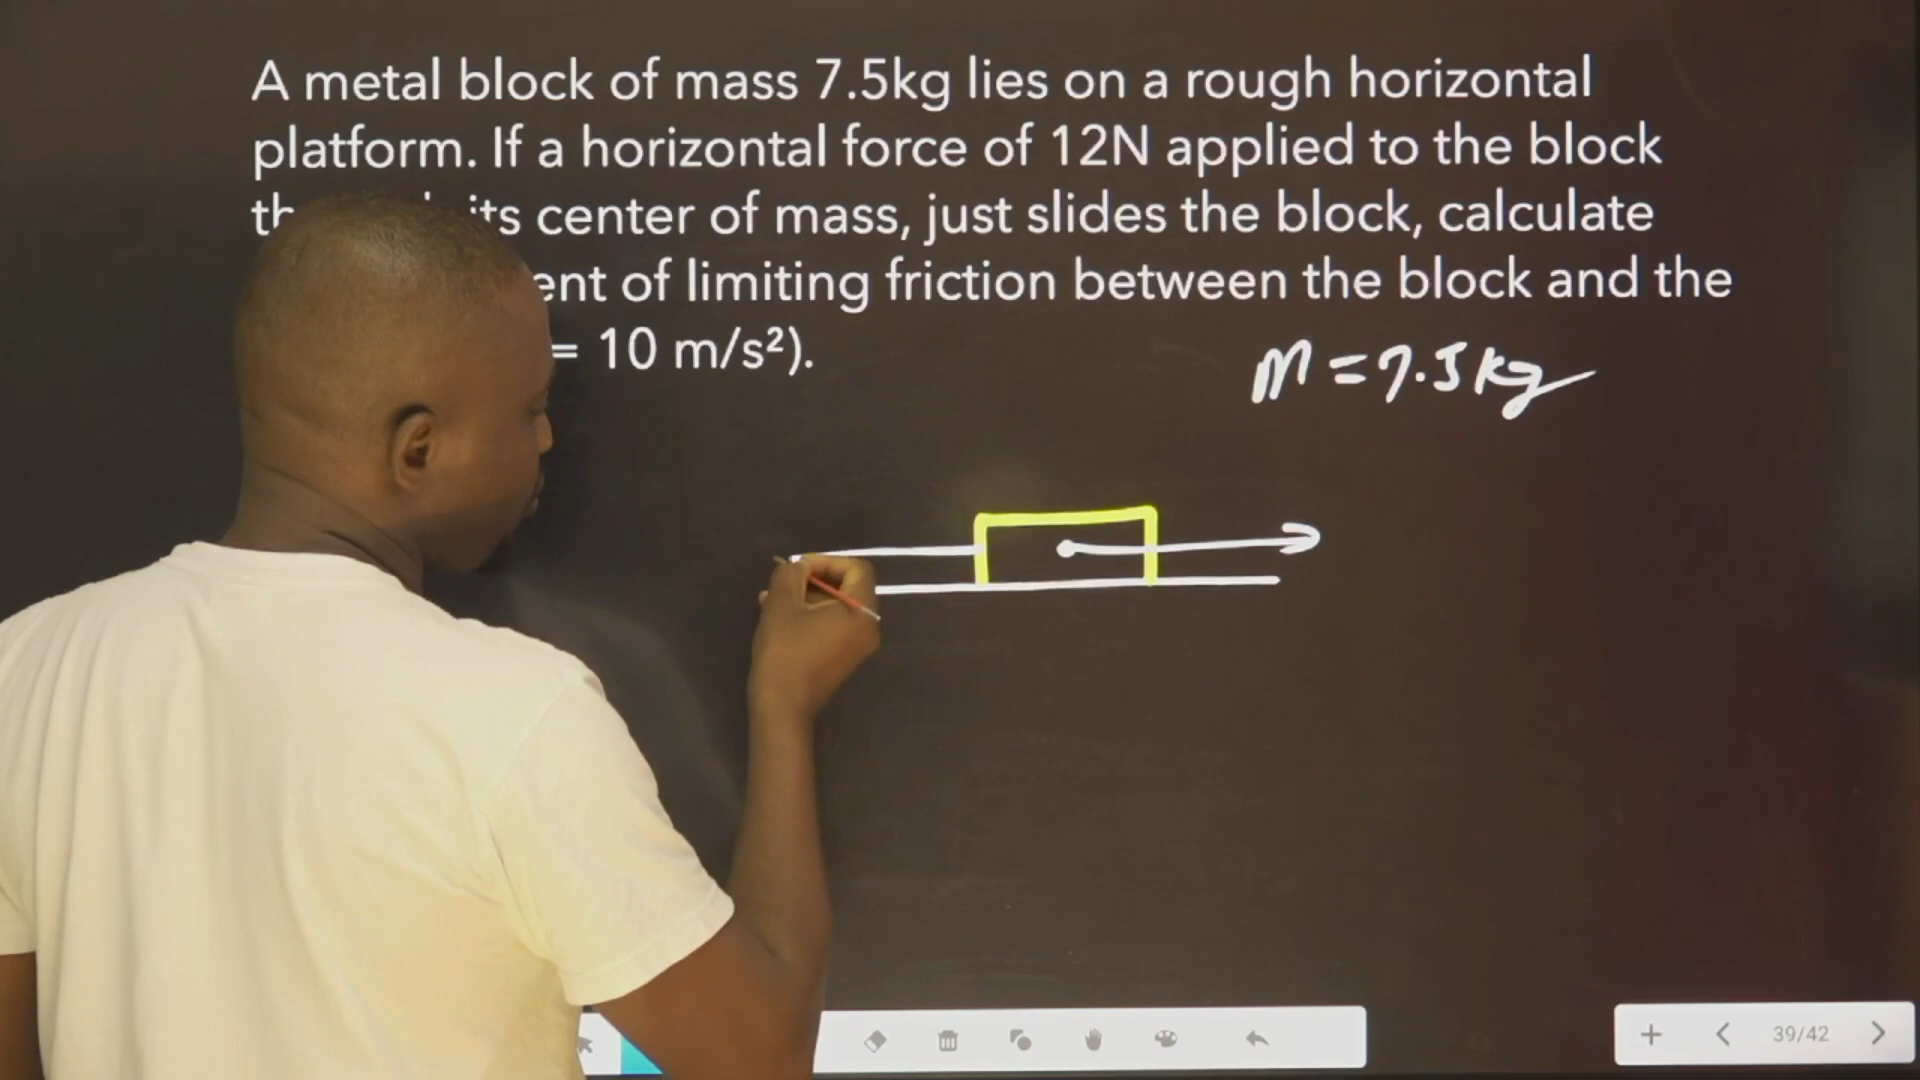 A metal block of mass 7.5kg lies on a rough horizontal
platform. If a horizontal force of 12N applied to the block
its center of mass, just slides the block, calculate
of limiting friction between the block and the
= 10 m/s²).
M = 7.5kg
39/42